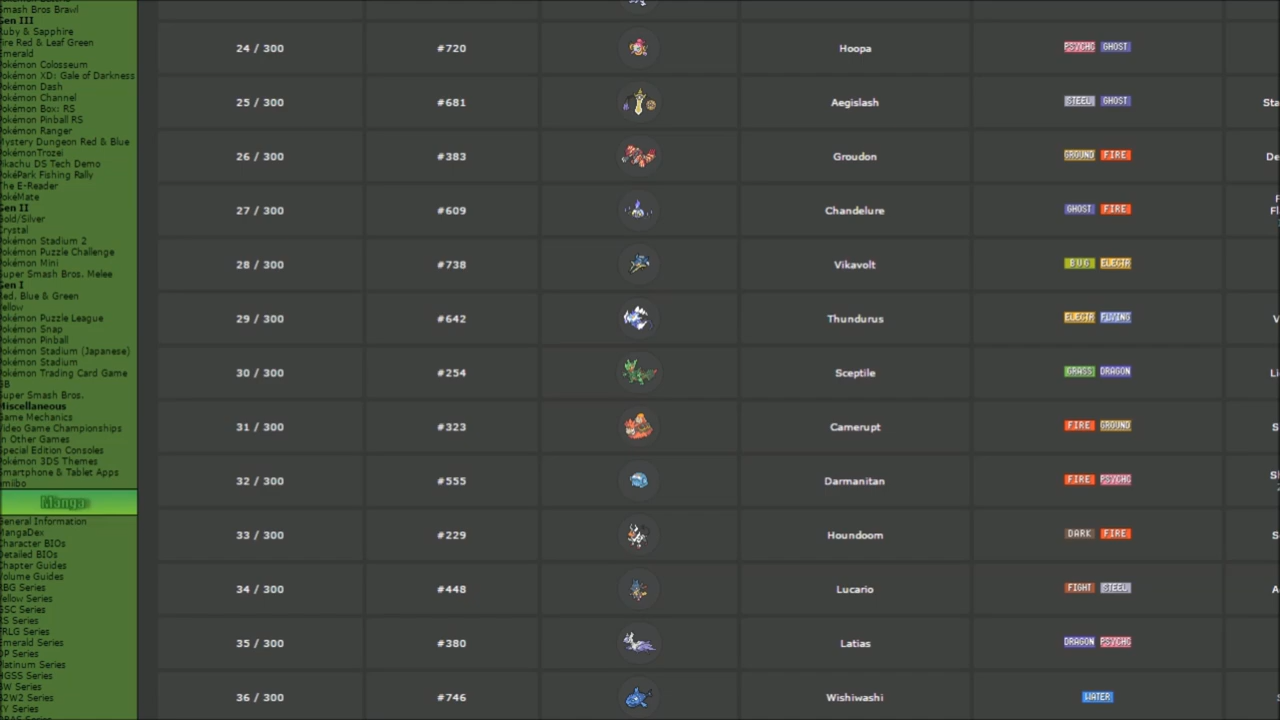 Smash Bros Brawl
Gen III
Ruby & Sapphire
Fire Red & Leaf Green
Emerald
Pokémon Colosseum
Pokémon XD: Gale of Darkness
Pokémon Dash
Pokémon Channel
Pokémon Box: RS
Pokémon Pinball RS
Pokémon Ranger
Mystery Dungeon Red & Blue
PokémonTrozei
Pikachu DS Tech Demo
PokéPark Fishing Rally
The E-Reader
PokéMate
Gen II
Gold/Silver
Crystal
Pokémon Stadium 2
Pokémon Puzzle Challenge
Pokémon Mini
Super Smash Bros. Melee
Gen I
Red, Blue & Green
Yellow
Pokémon Puzzle League
Pokémon Snap
Pokémon Pinball
Pokémon Stadium (Japanese)
Pokémon Stadium
Pokémon Trading Card Game
GB
Super Smash Bros.
Miscellaneous
Game Mechanics
Video Game Championships
In Other Games
Special Edition Consoles
Pokémon 3DS Themes
Smartphone & Tablet Apps
amiibo
Manga
General Information
MangaDex
Character BIOs
Detailed BIOs
Chapter Guides
Volume Guides
RBG Series
Yellow Series
GSC Series
RS Series
FRLG Series
Emerald Series
DP Series
Platinum Series
HGSS Series
BW Series
B2W2 Series
XY Series
ORAS Series
24 / 300 #720 Hoopa PSYCHC GHOST
25 / 300 #681 Aegislash STEEL GHOST Sta
26 / 300 #383 Groudon GROUND FIRE De
27 / 300 #609 Chandelure GHOST FIRE Fl
28 / 300 #738 Vikavolt BUG ELECTR
29 / 300 #642 Thundurus ELECTR FLYING V
30 / 300 #254 Sceptile GRASS DRAGON Li
31 / 300 #323 Camerupt FIRE GROUND S
32 / 300 #555 Darmanitan FIRE PSYCHC
33 / 300 #229 Houndoom DARK FIRE S
34 / 300 #448 Lucario FIGHT STEEL A
35 / 300 #380 Latias DRAGON PSYCHC
36 / 300 #746 Wishiwashi WATER